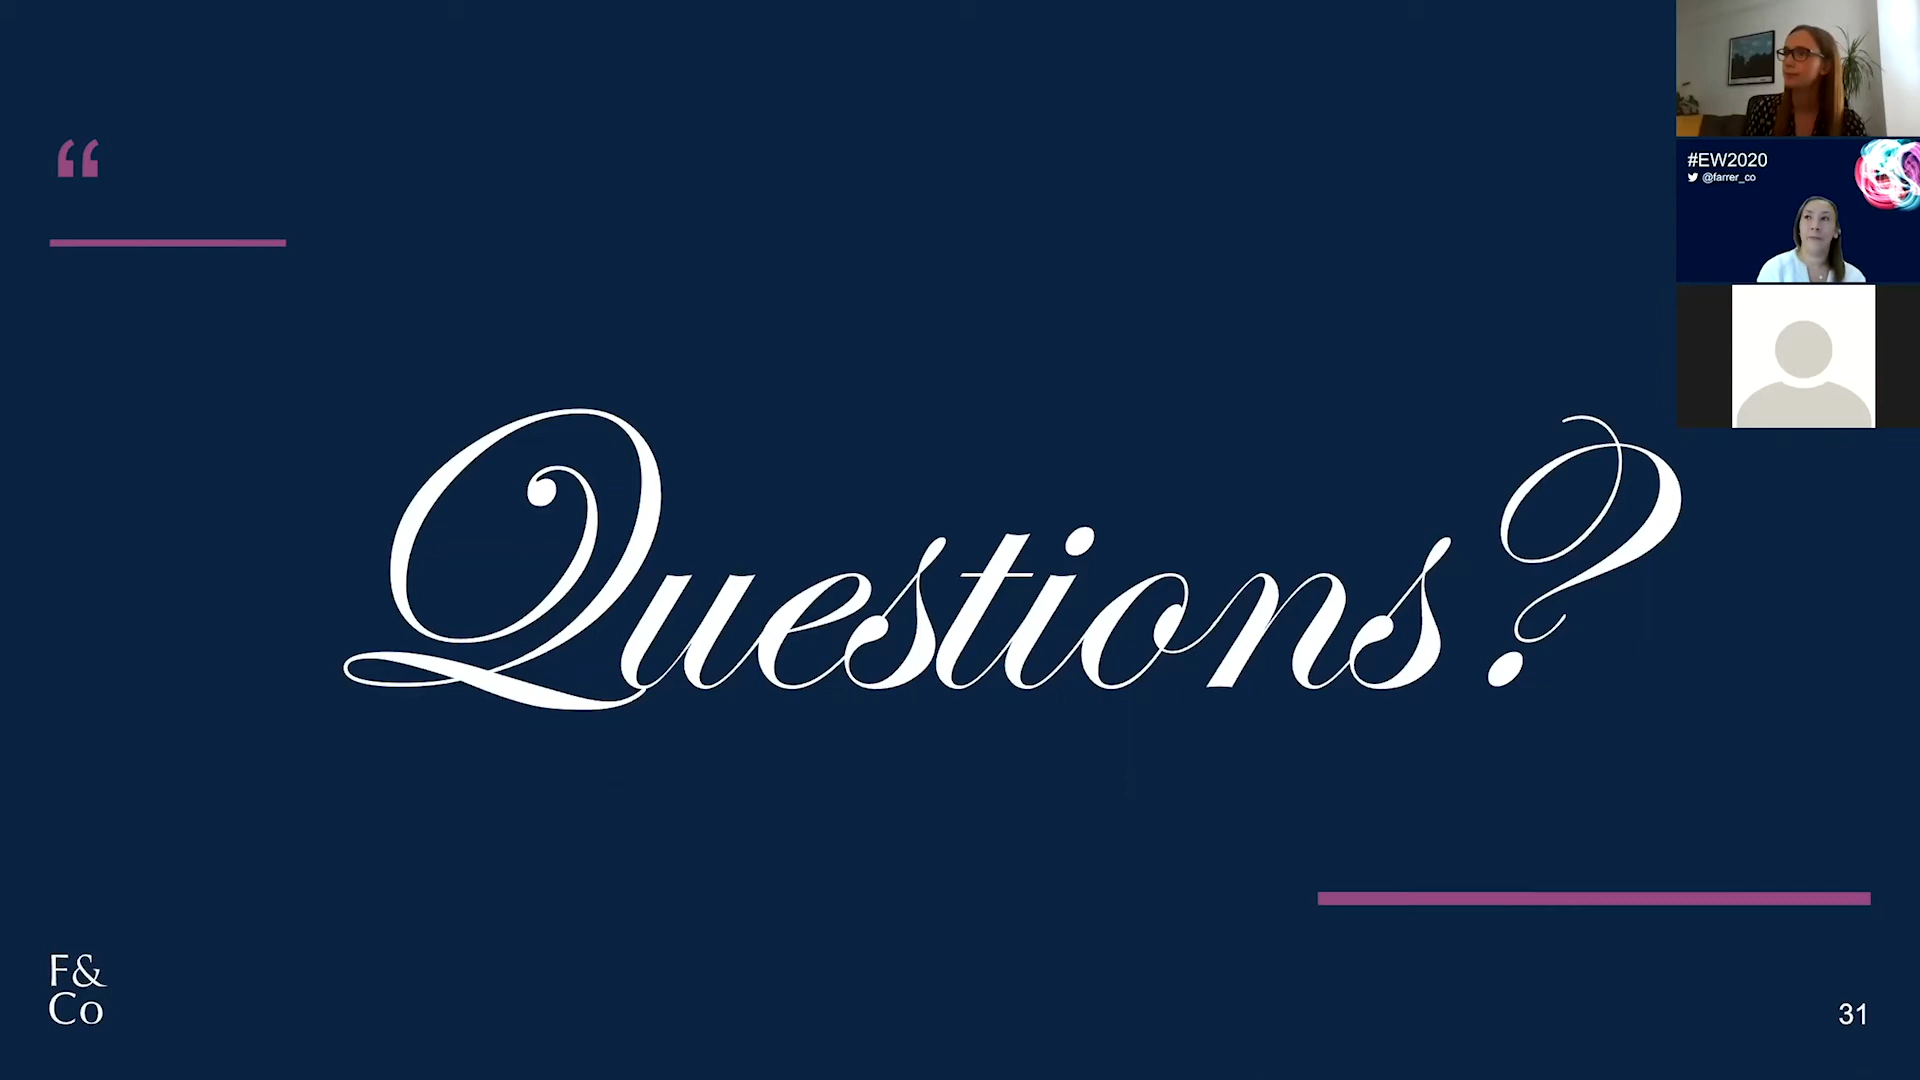 #EW2020
@farrer_co
“
Questions?
F&
Co
31